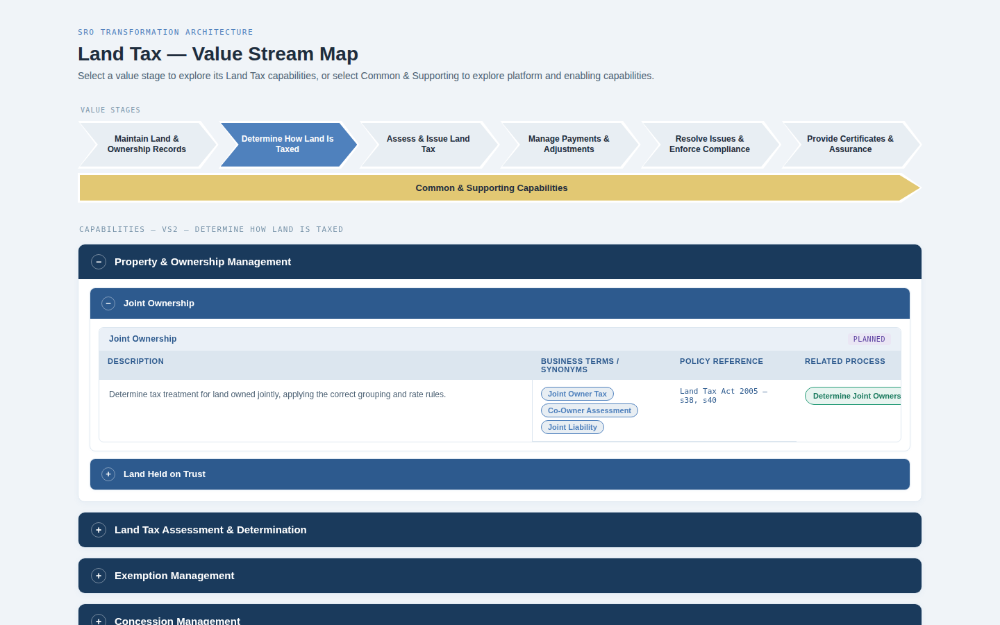 SRO TRANSFORMATION ARCHITECTURE
Land Tax — Value Stream Map
Select a value stage to explore its Land Tax capabilities, or select Common & Supporting to explore platform and enabling capabilities.
VALUE STAGES
Maintain Land &
Ownership Records
Determine How Land Is
Taxed
Assess & Issue Land
Tax
Manage Payments &
Adjustments
Resolve Issues &
Enforce Compliance
Provide Certificates &
Assurance
Common & Supporting Capabilities
CAPABILITIES — VS2 — DETERMINE HOW LAND IS TAXED
− Property & Ownership Management
− Joint Ownership
Joint Ownership PLANNED
DESCRIPTION
BUSINESS TERMS /
SYNONYMS
POLICY REFERENCE
RELATED PROCESS
Determine tax treatment for land owned jointly, applying the correct grouping and rate rules.
Joint Owner Tax
Co-Owner Assessment
Joint Liability
Land Tax Act 2005 —
s38, s40
Determine Joint Owners
+ Land Held on Trust
+ Land Tax Assessment & Determination
+ Exemption Management
+ Concession Management